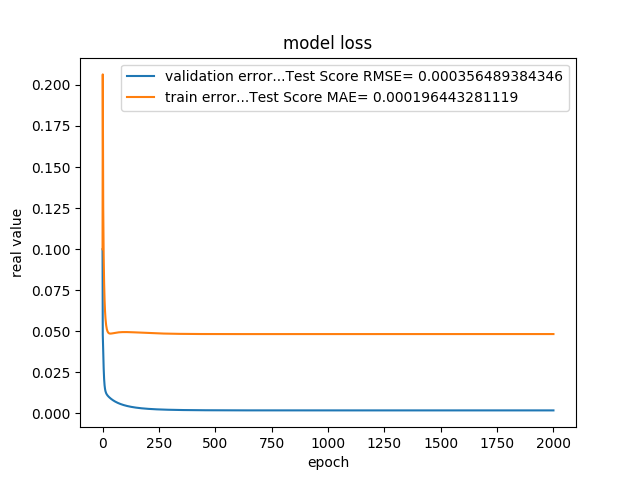 model loss
validation error...Test Score RMSE= 0.000356489384346
train error...Test Score MAE= 0.000196443281119
real value
0.200
0.175
0.150
0.125
0.100
0.075
0.050
0.025
0.000
0 250 500 750 1000 1250 1500 1750 2000
epoch